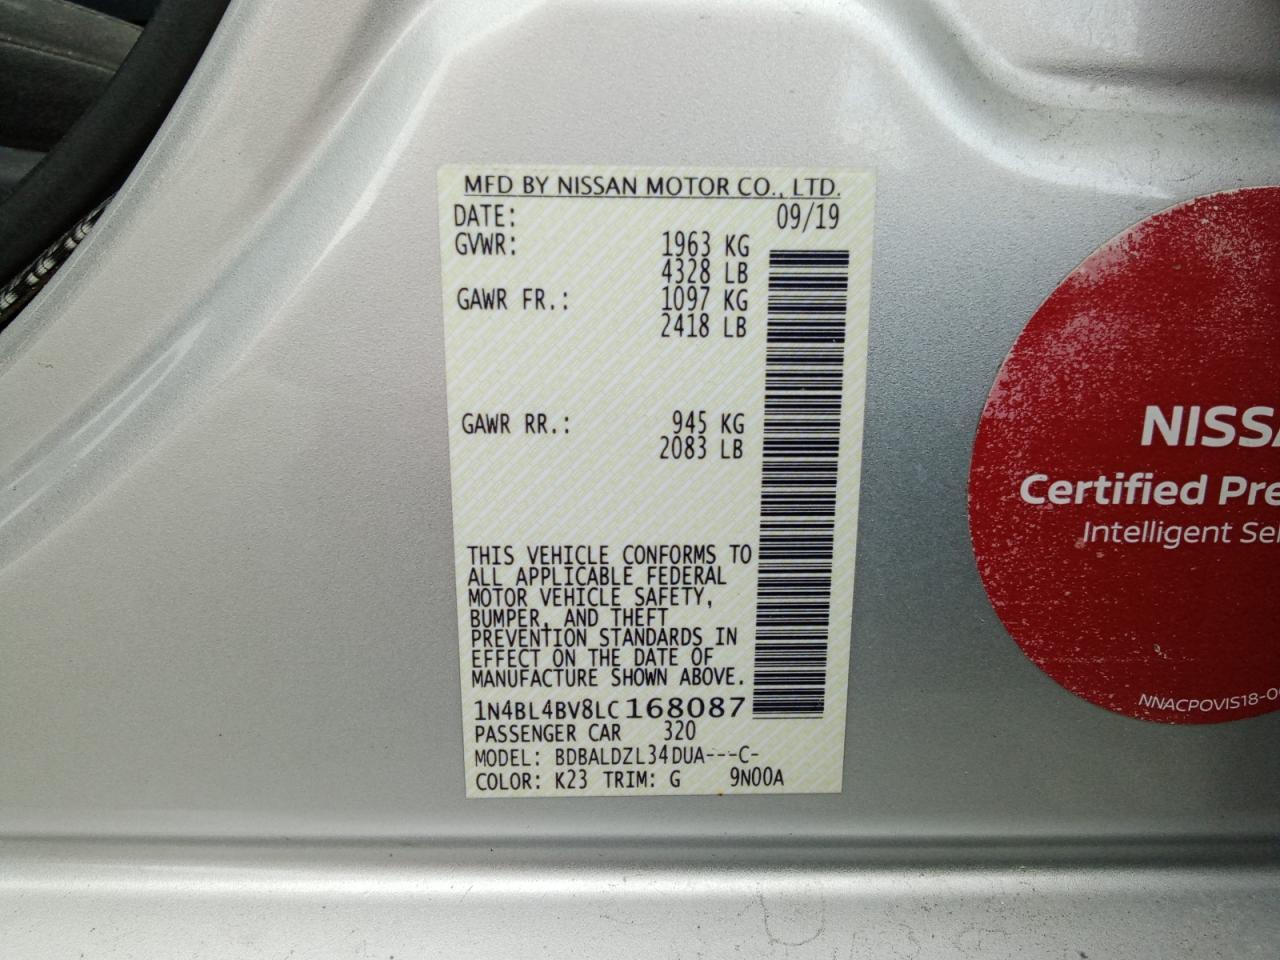 MFD BY NISSAN MOTOR CO., LTD.
DATE: 09/19
GVWR: 1963 KG
4328 LB
GAWR FR.: 1097 KG
2418 LB
GAWR RR.: 945 KG
2083 LB
THIS VEHICLE CONFORMS TO
ALL APPLICABLE FEDERAL
MOTOR VEHICLE SAFETY,
BUMPER, AND THEFT
PREVENTION STANDARDS IN
EFFECT ON THE DATE OF
MANUFACTURE SHOWN ABOVE.
1N4BL4BV8LC168087
PASSENGER CAR 320
MODEL: BDBALDZL34DUA---C-
COLOR: K23 TRIM: G 9N00A
NISSA
Certified Pre
Intelligent Sel
NNACPOVIS18-0